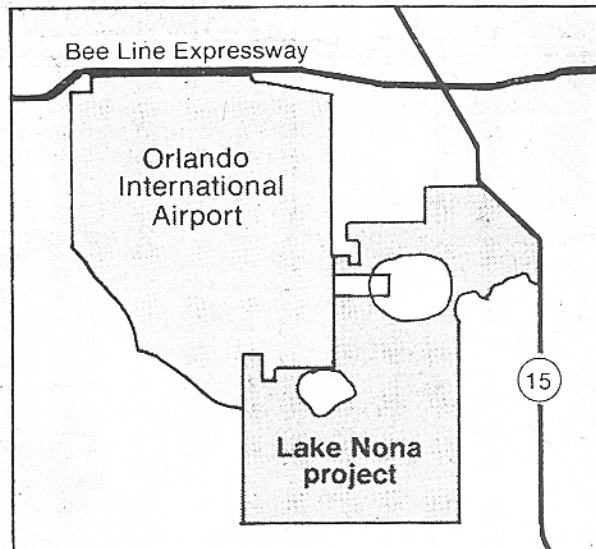 Bee Line Expressway
Orlando
International
Airport
15
Lake Nona
project